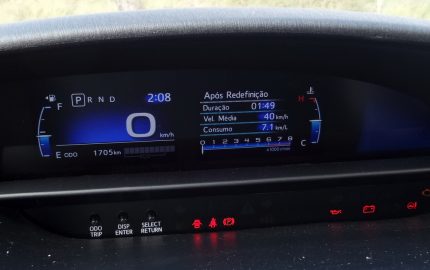 P R N D 2:08
F
0 km/h
E ODO 1705km
Após Redefinição
Duração 01:49
Vel. Média 40 km/h
Consumo 7.1 km/L
0 1 2 3 4 5 6 7 8
x1000r/min
H
C
ODO TRIP
DISP ENTER
SELECT RETURN